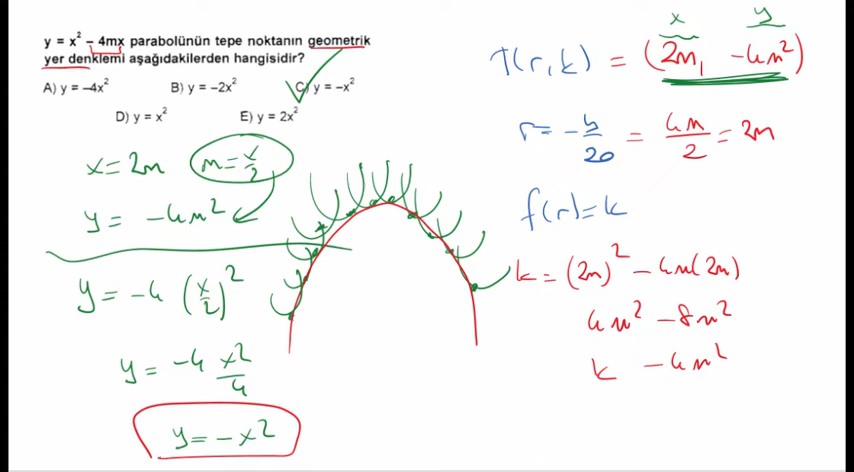 y = x² – 4mx parabolünün tepe noktanın geometrik
yer denklemi aşağıdakilerden hangisidir?
A) y = –4x² B) y = –2x² C) y = –x²
D) y = x² E) y = 2x²
x = 2m m = x/2
y = -4m²
y = -4 (x/2)²
y = -4 x²/4
y = -x²
x y
T(r,k) = (2m, -4m²)
r = -b/2a = 4m/2 = 2m
f(r) = k
k = (2m)² - 4m(2m)
4m² - 8m²
k -4m²